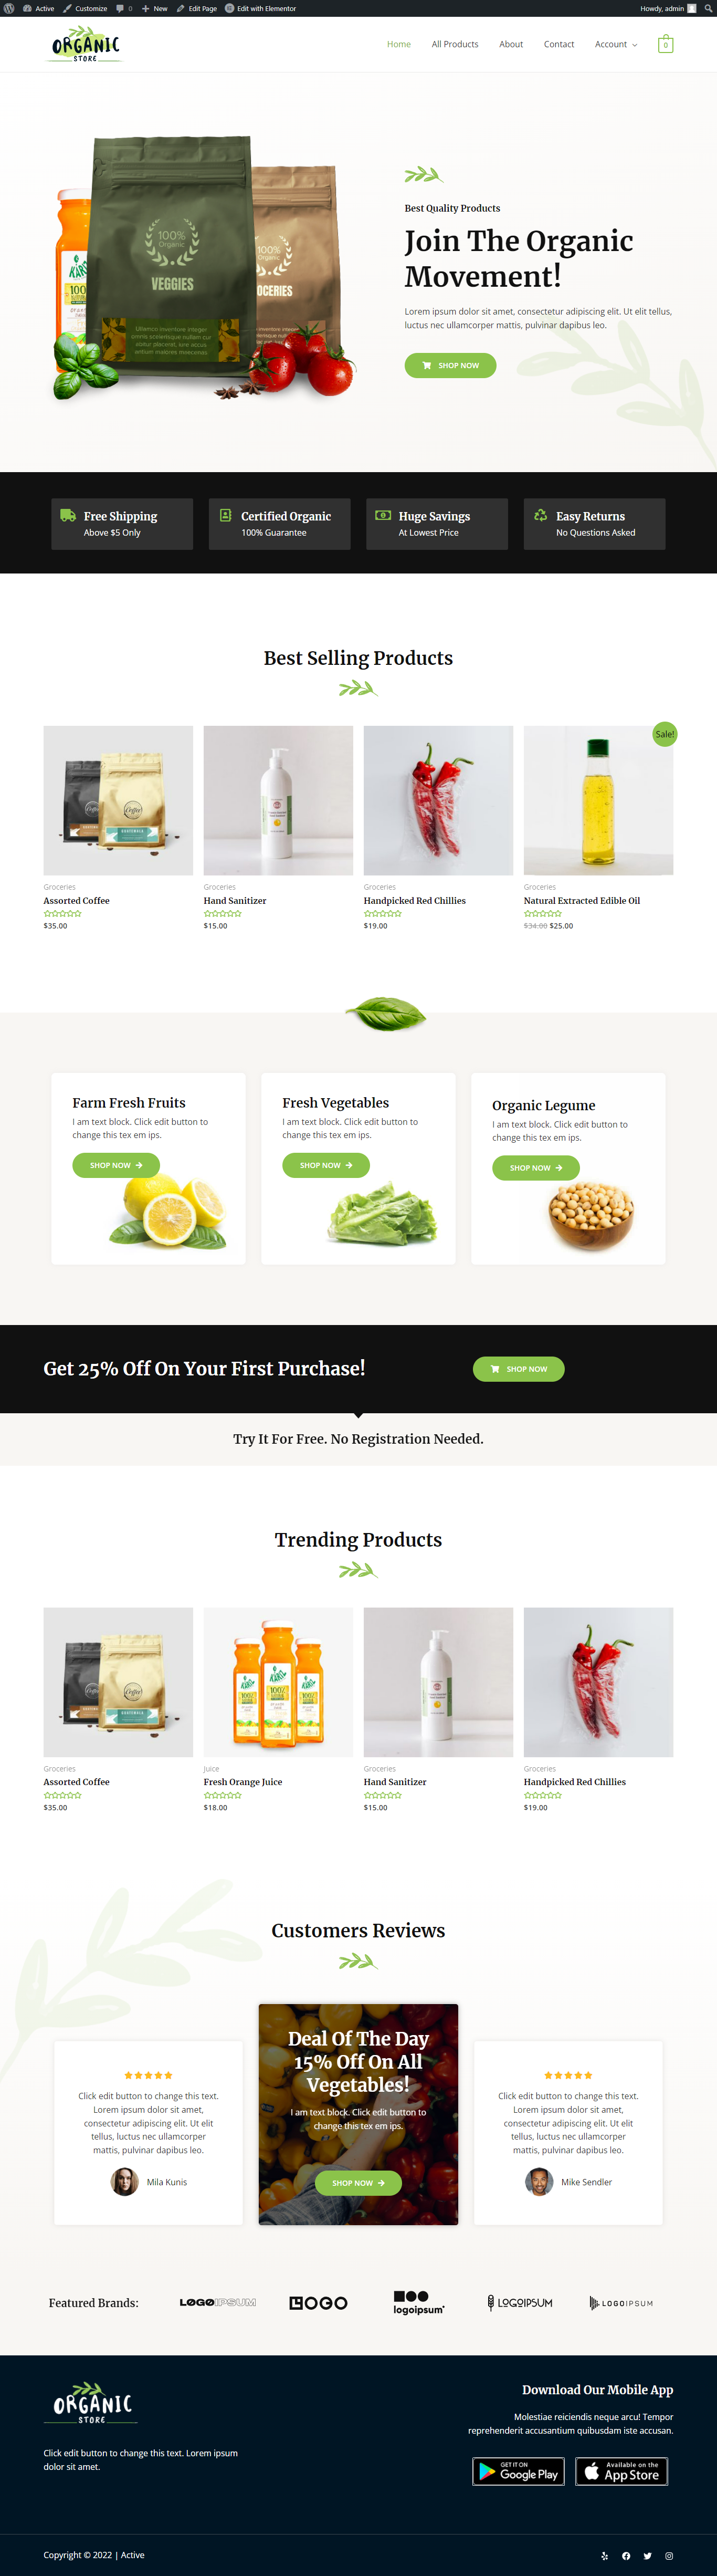 Active Customize 0 New Edit Page Edit with Elementor Howdy, admin
ORGANIC
STORE
Home All Products About Contact Account 0
100%
Organic
VEGGIES
Best Quality Products
Join The Organic
Movement!
Lorem ipsum dolor sit amet, consectetur adipiscing elit. Ut elit tellus,
luctus nec ullamcorper mattis, pulvinar dapibus leo.
SHOP NOW
Free Shipping
Above $5 Only
Certified Organic
100% Guarantee
Huge Savings
At Lowest Price
Easy Returns
No Questions Asked
Best Selling Products
Sale!
Groceries
Assorted Coffee
$35.00
Groceries
Hand Sanitizer
$15.00
Groceries
Handpicked Red Chillies
$19.00
Groceries
Natural Extracted Edible Oil
$34.00 $25.00
Farm Fresh Fruits
I am text block. Click edit button to
change this tex em ips.
SHOP NOW
Fresh Vegetables
I am text block. Click edit button to
change this tex em ips.
SHOP NOW
Organic Legume
I am text block. Click edit button to
change this tex em ips.
SHOP NOW
Get 25% Off On Your First Purchase!
SHOP NOW
Try It For Free. No Registration Needed.
Trending Products
Groceries
Assorted Coffee
$35.00
Juice
Fresh Orange Juice
$18.00
Groceries
Hand Sanitizer
$15.00
Groceries
Handpicked Red Chillies
$19.00
Customers Reviews
Click edit button to change this text.
Lorem ipsum dolor sit amet,
consectetur adipiscing elit. Ut elit
tellus, luctus nec ullamcorper
mattis, pulvinar dapibus leo.
Mila Kunis
Deal Of The Day
15% Off On All
Vegetables!
I am text block. Click edit button to
change this tex em ips.
SHOP NOW
Click edit button to change this text.
Lorem ipsum dolor sit amet,
consectetur adipiscing elit. Ut elit
tellus, luctus nec ullamcorper
mattis, pulvinar dapibus leo.
Mike Sendler
Featured Brands:
LOGOIPSUM
LOGO
logoipsum
LOGOIPSUM
LOGOIPSUM
ORGANIC
STORE
Click edit button to change this text. Lorem ipsum
dolor sit amet.
Download Our Mobile App
Molestiae reiciendis neque arcu! Tempor
reprehenderit accusantium quibusdam iste accusan.
GET IT ON
Google Play
Available on the
App Store
Copyright © 2022 | Active